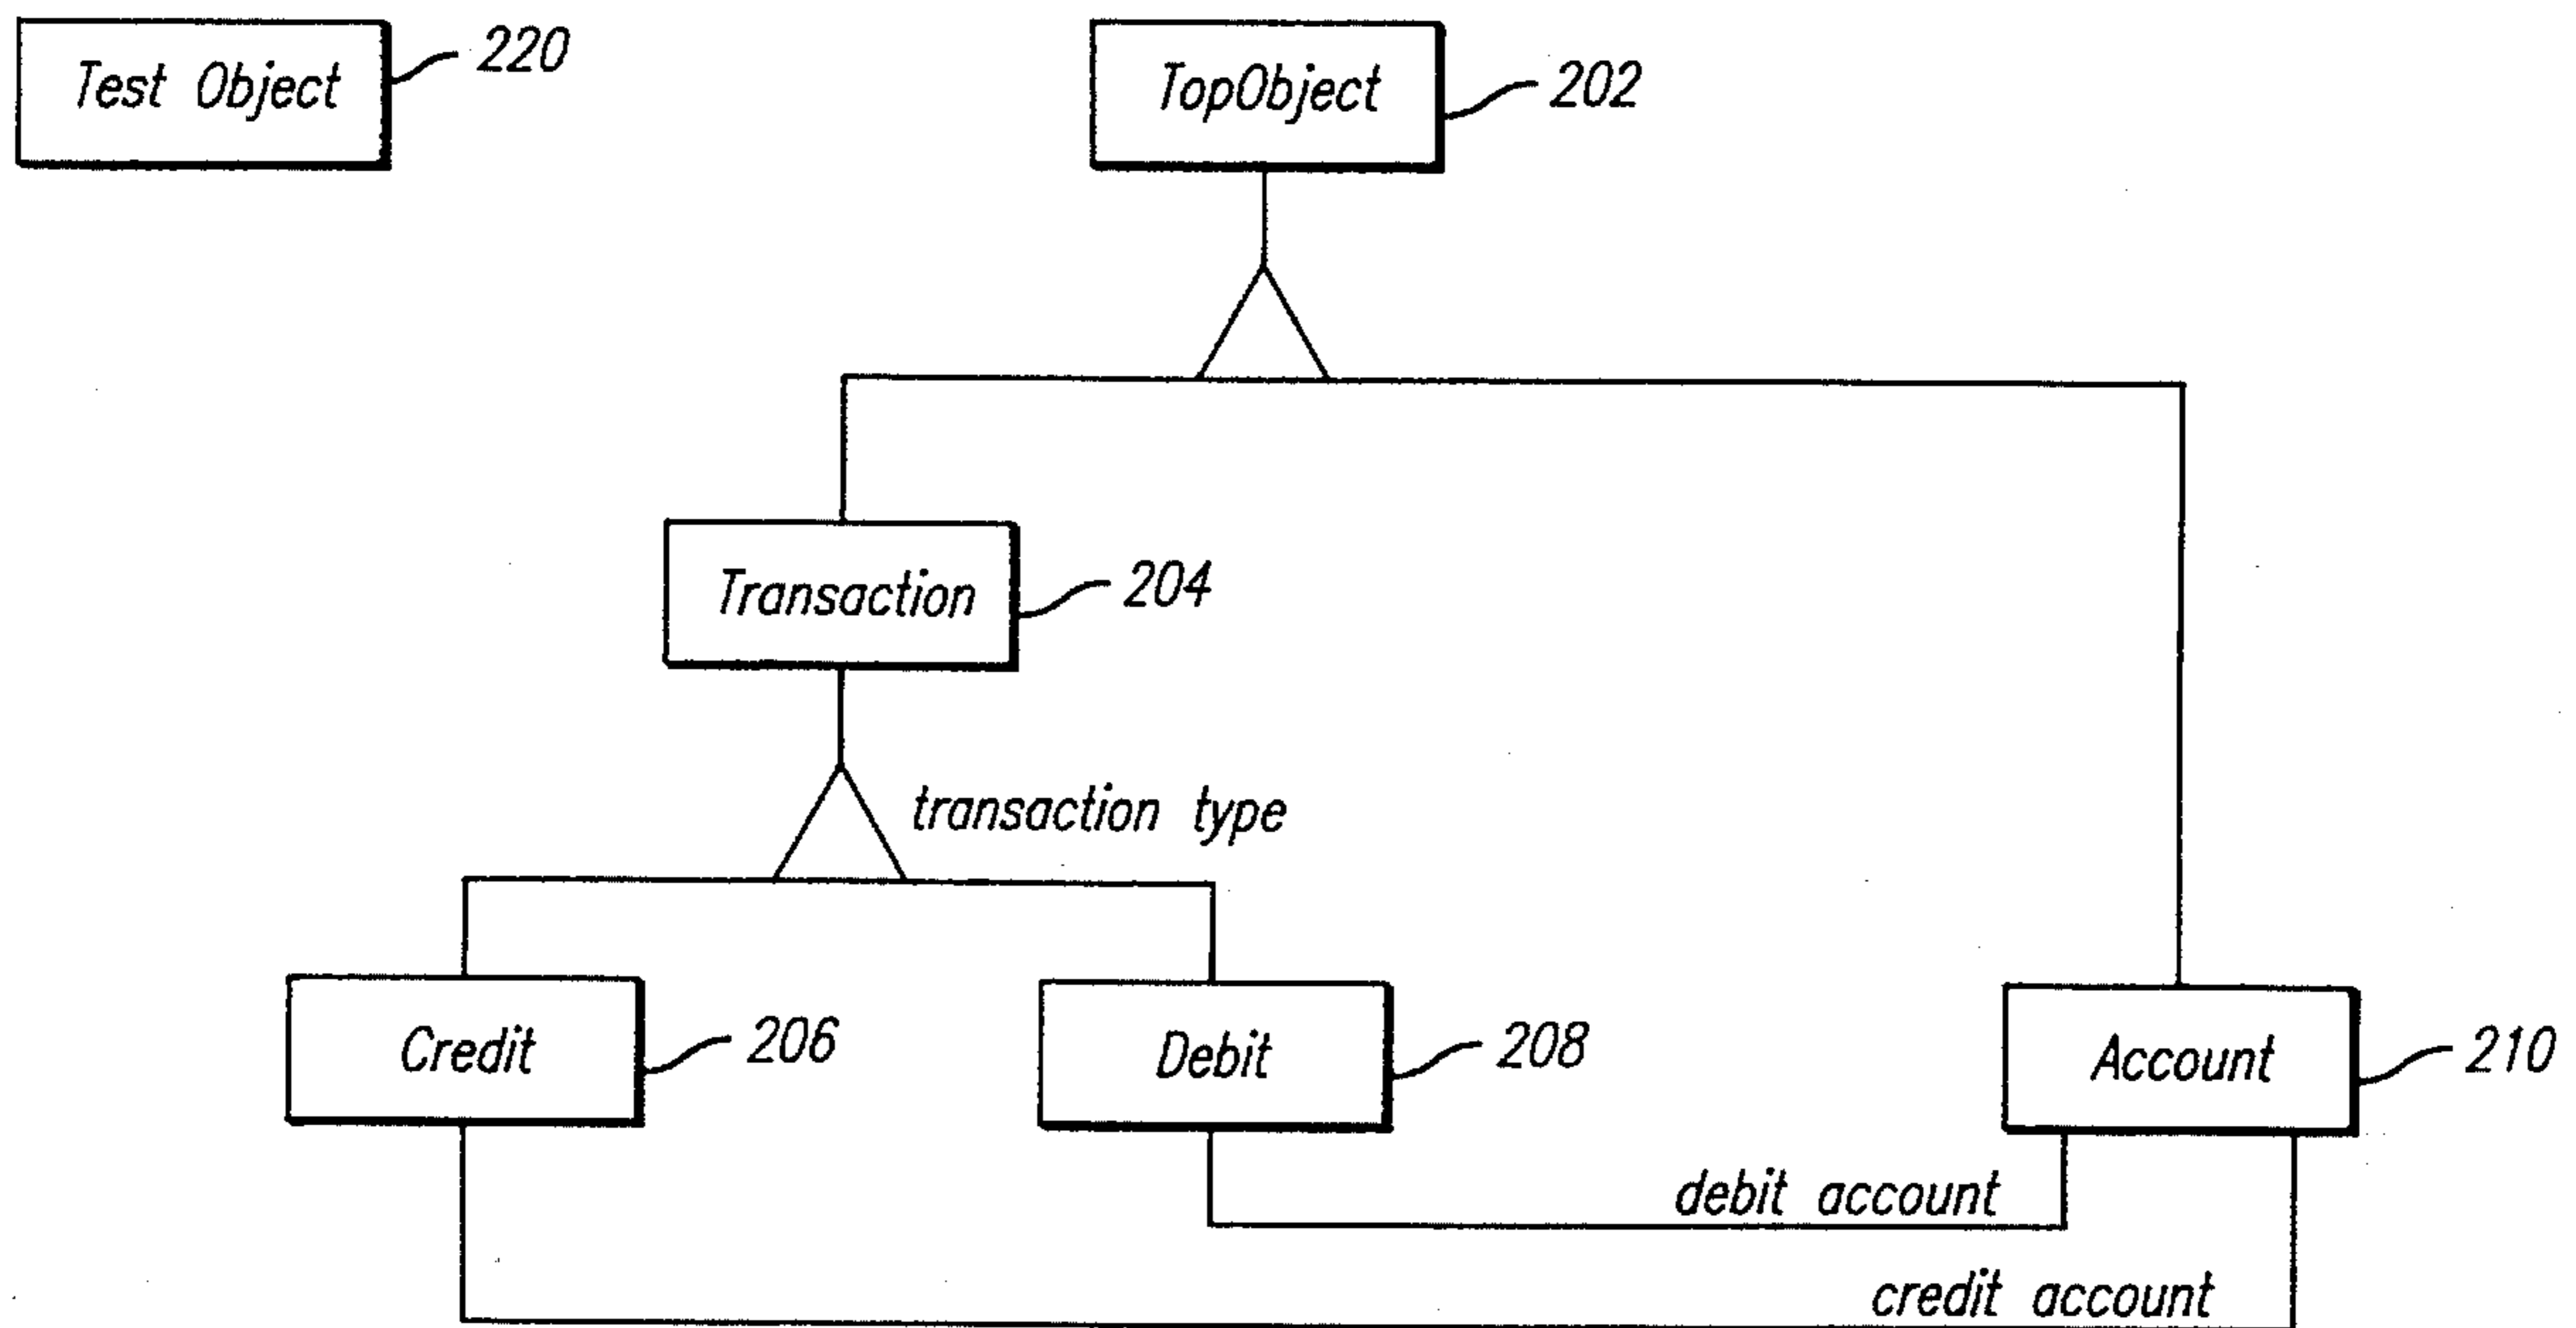 Test Object
220
TopObject
202
Transaction
204
transaction type
Credit
206
Debit
208
Account
210
debit account
credit account